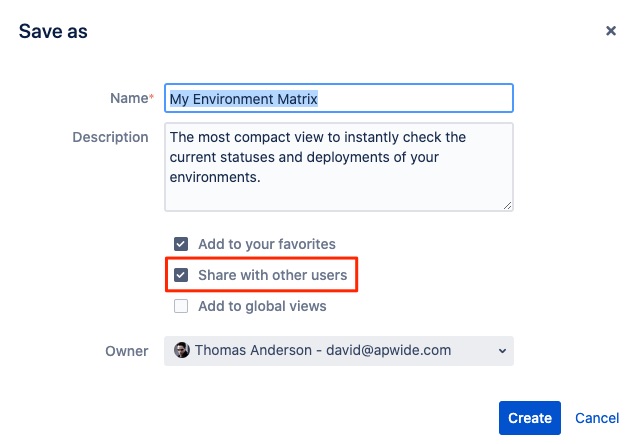 Save as
Name* My Environment Matrix
Description The most compact view to instantly check the
current statuses and deployments of your
environments.
Add to your favorites
Share with other users
Add to global views
Owner Thomas Anderson - david@apwide.com
Create Cancel